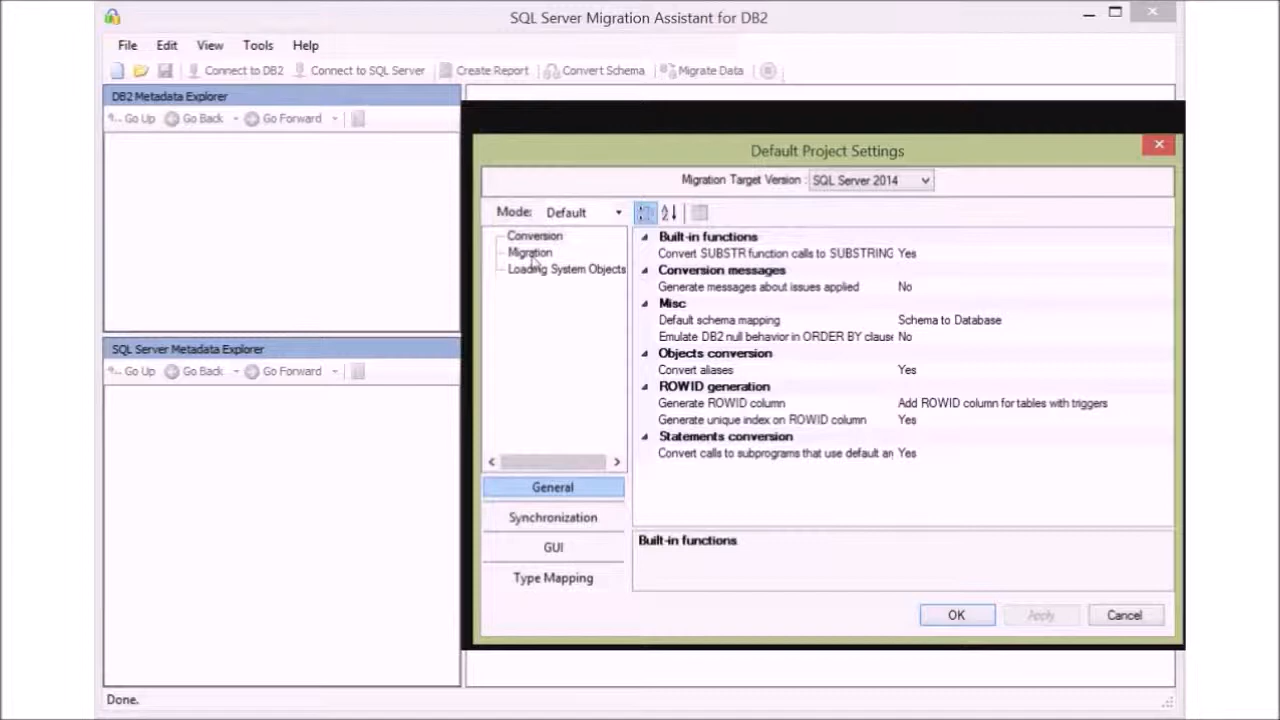 SQL Server Migration Assistant for DB2
File Edit View Tools Help
Connect to DB2 Connect to SQL Server Create Report Convert Schema Migrate Data
DB2 Metadata Explorer
Go Up Go Back Go Forward
SQL Server Metadata Explorer
Go Up Go Back Go Forward
Done.
Default Project Settings
Migration Target Version : SQL Server 2014
Mode: Default
Conversion
Migration
Loading System Objects
General
Synchronization
GUI
Type Mapping
Built-in functions
Convert SUBSTR function calls to SUBSTRING Yes
Conversion messages
Generate messages about issues applied No
Misc
Default schema mapping Schema to Database
Emulate DB2 null behavior in ORDER BY clause No
Objects conversion
Convert aliases Yes
ROWID generation
Generate ROWID column Add ROWID column for tables with triggers
Generate unique index on ROWID column Yes
Statements conversion
Convert calls to subprograms that use default ar Yes
Built-in functions
OK Apply Cancel